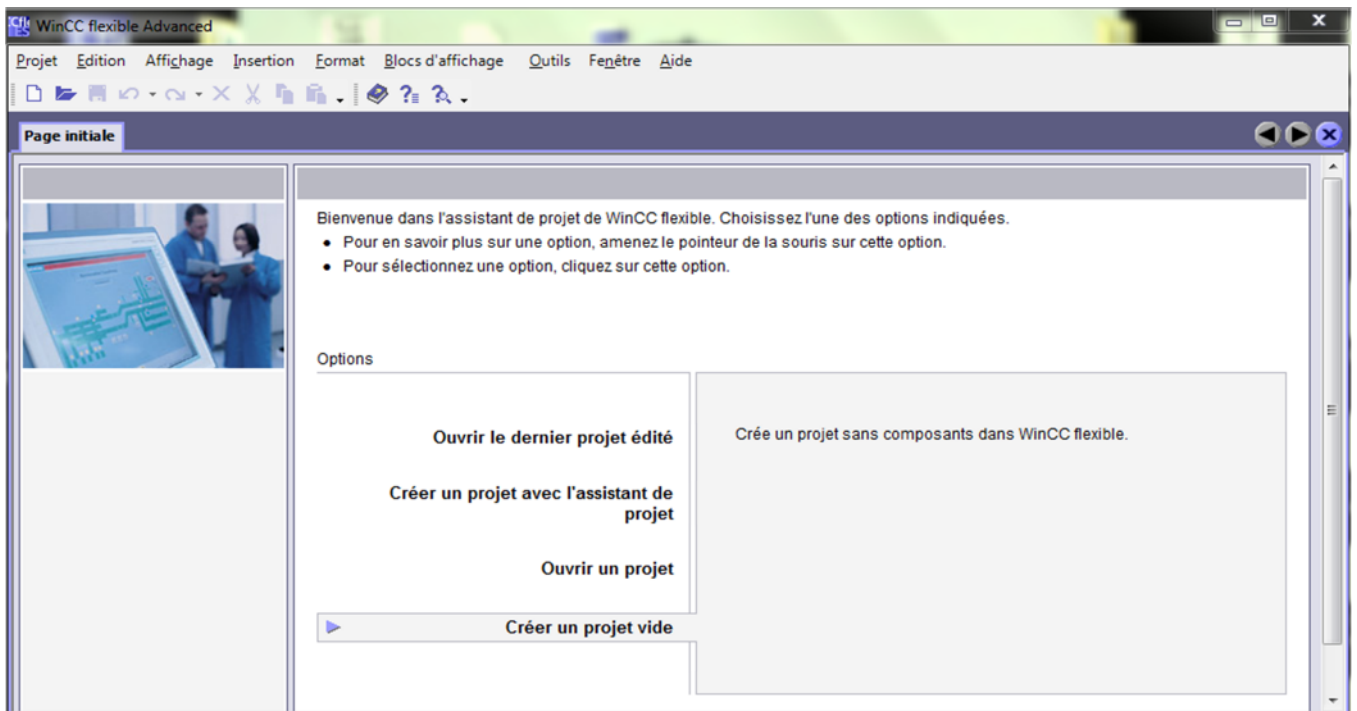 WinCC flexible Advanced
Projet Edition Affichage Insertion Format Blocs d'affichage Outils Fenêtre Aide
Page initiale
Bienvenue dans l'assistant de projet de WinCC flexible. Choisissez l'une des options indiquées.
• Pour en savoir plus sur une option, amenez le pointeur de la souris sur cette option.
• Pour sélectionnez une option, cliquez sur cette option.
Options
Ouvrir le dernier projet édité
Crée un projet sans composants dans WinCC flexible.
Créer un projet avec l'assistant de
projet
Ouvrir un projet
Créer un projet vide